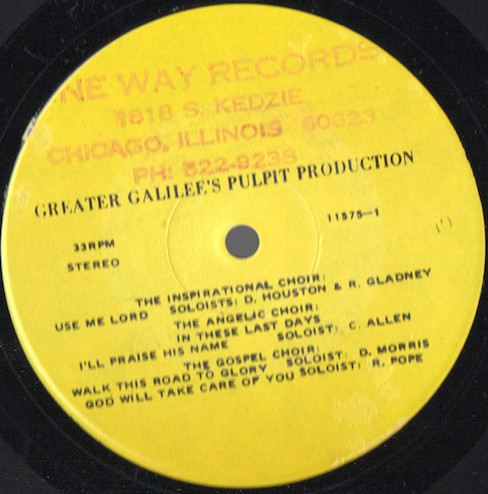 ONE WAY RECORDS
1818 S. KEDZIE
CHICAGO, ILLINOIS 60623
PH: 522-9239
GREATER GALILEE'S PULPIT PRODUCTION
33RPM
STEREO
11575-1
THE INSPIRATIONAL CHOIR:
USE ME LORD SOLOISTS: D. HOUSTON & R. GLADNEY
THE ANGELIC CHOIR:
IN THESE LAST DAYS
I'LL PRAISE HIS NAME SOLOIST: C. ALLEN
THE GOSPEL CHOIR:
WALK THIS ROAD TO GLORY SOLOIST: D. MORRIS
GOD WILL TAKE CARE OF YOU SOLOIST: R. POPE